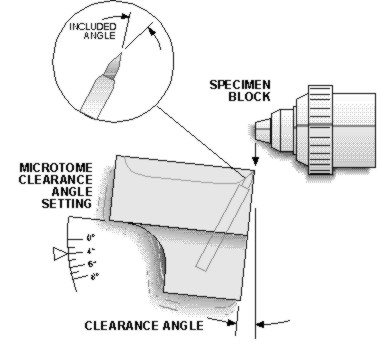 INCLUDED
ANGLE
SPECIMEN
BLOCK
MICROTOME
CLEARANCE
ANGLE
SETTING
0°
4°
6°
8°
CLEARANCE ANGLE